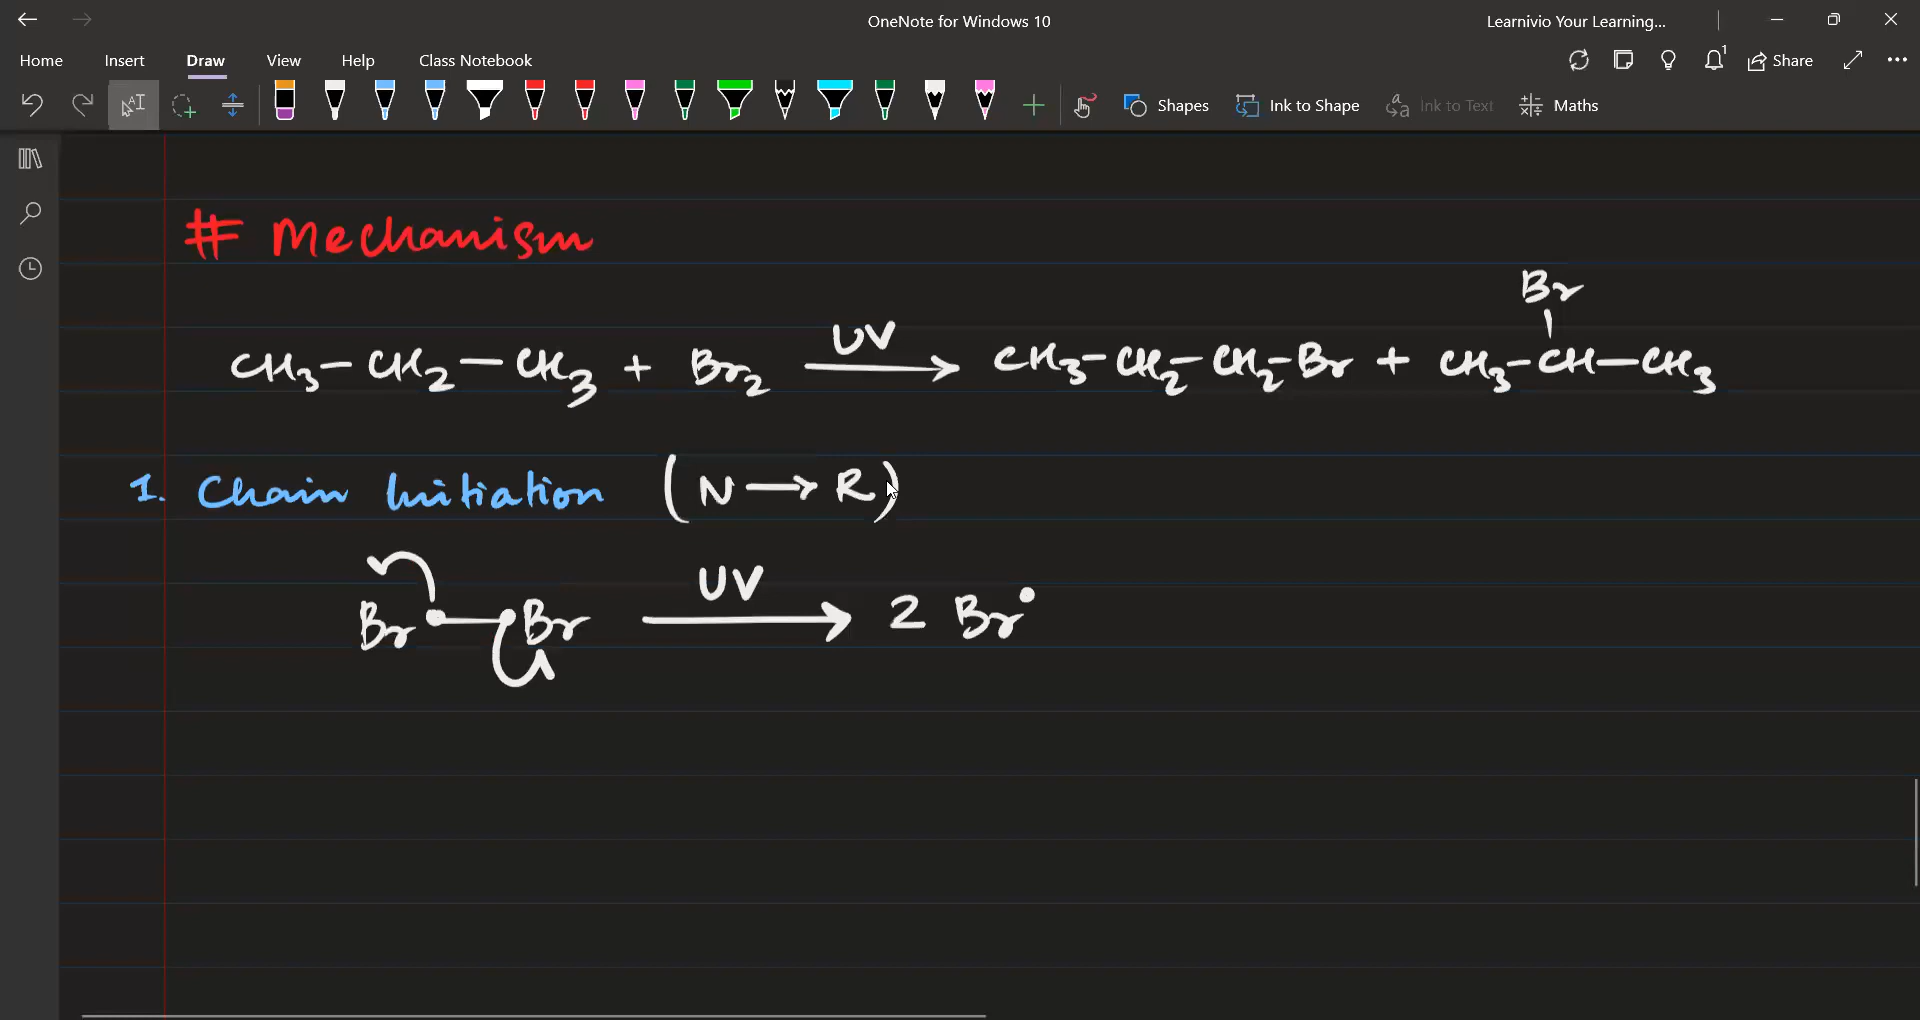 OneNote for Windows 10
Learnivio Your Learning...
Home Insert Draw View Help Class Notebook
1 Share
Shapes Ink to Shape Ink to Text Maths
# Mechanism
CH3-CH2-CH3 + Br2 UV⟶ CH3-CH2-CH2-Br + CH3-CH(Br)-CH3
1. Chain Initiation (N⟶R)
Br•—•Br UV⟶ 2 Br•